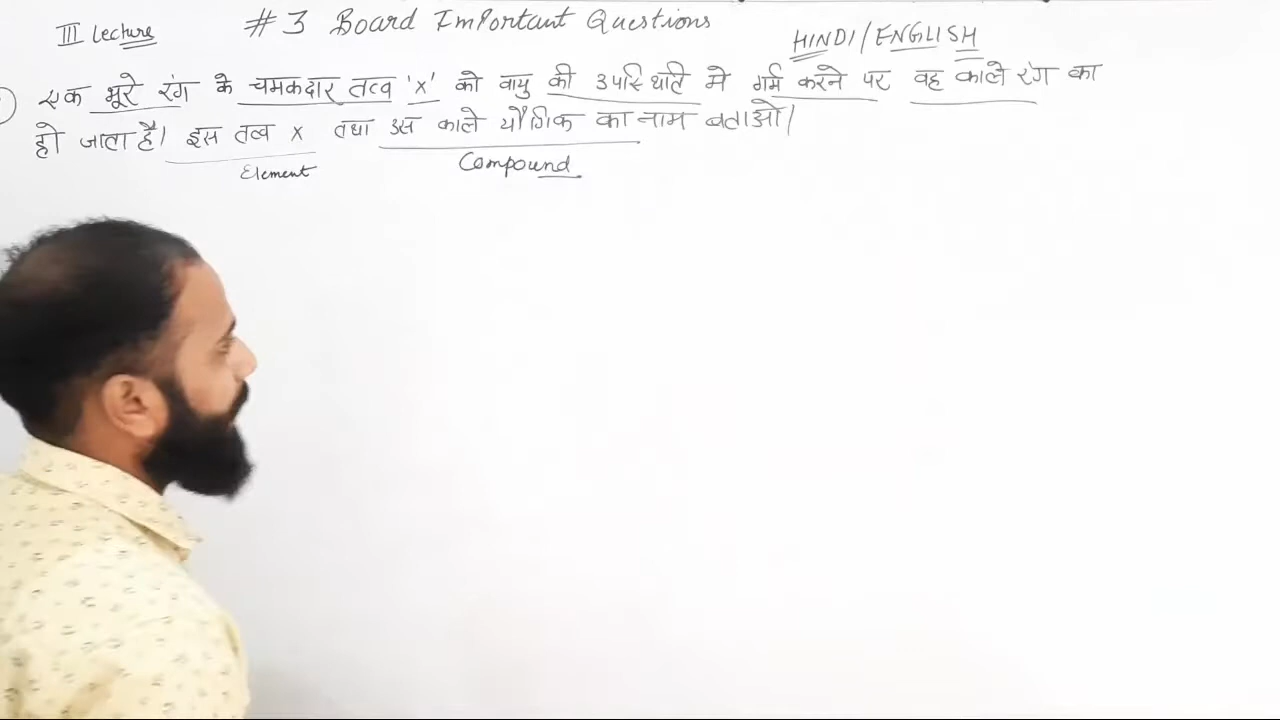 III Lecture
# 3 Board ImPortant Questions
HINDI/ENGLISH
एक भूरे रंग के चमकदार तत्व 'x' को वायु की उपस्थिति मे गर्म करने पर वह काले रंग का
हो जाता है। इस तत्व x तथा उस काले यौगिक का नाम बताओ।
Element
Compound